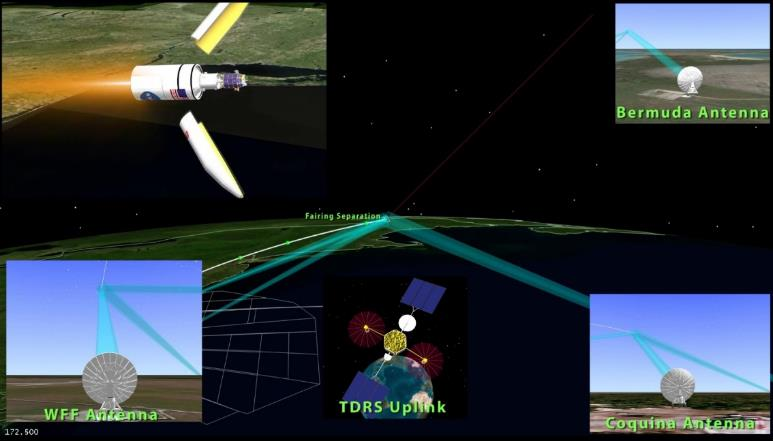 Bermuda Antenna
Fairing Separation
WFF Antenna
TDRS Uplink
Coquina Antenna
172.500